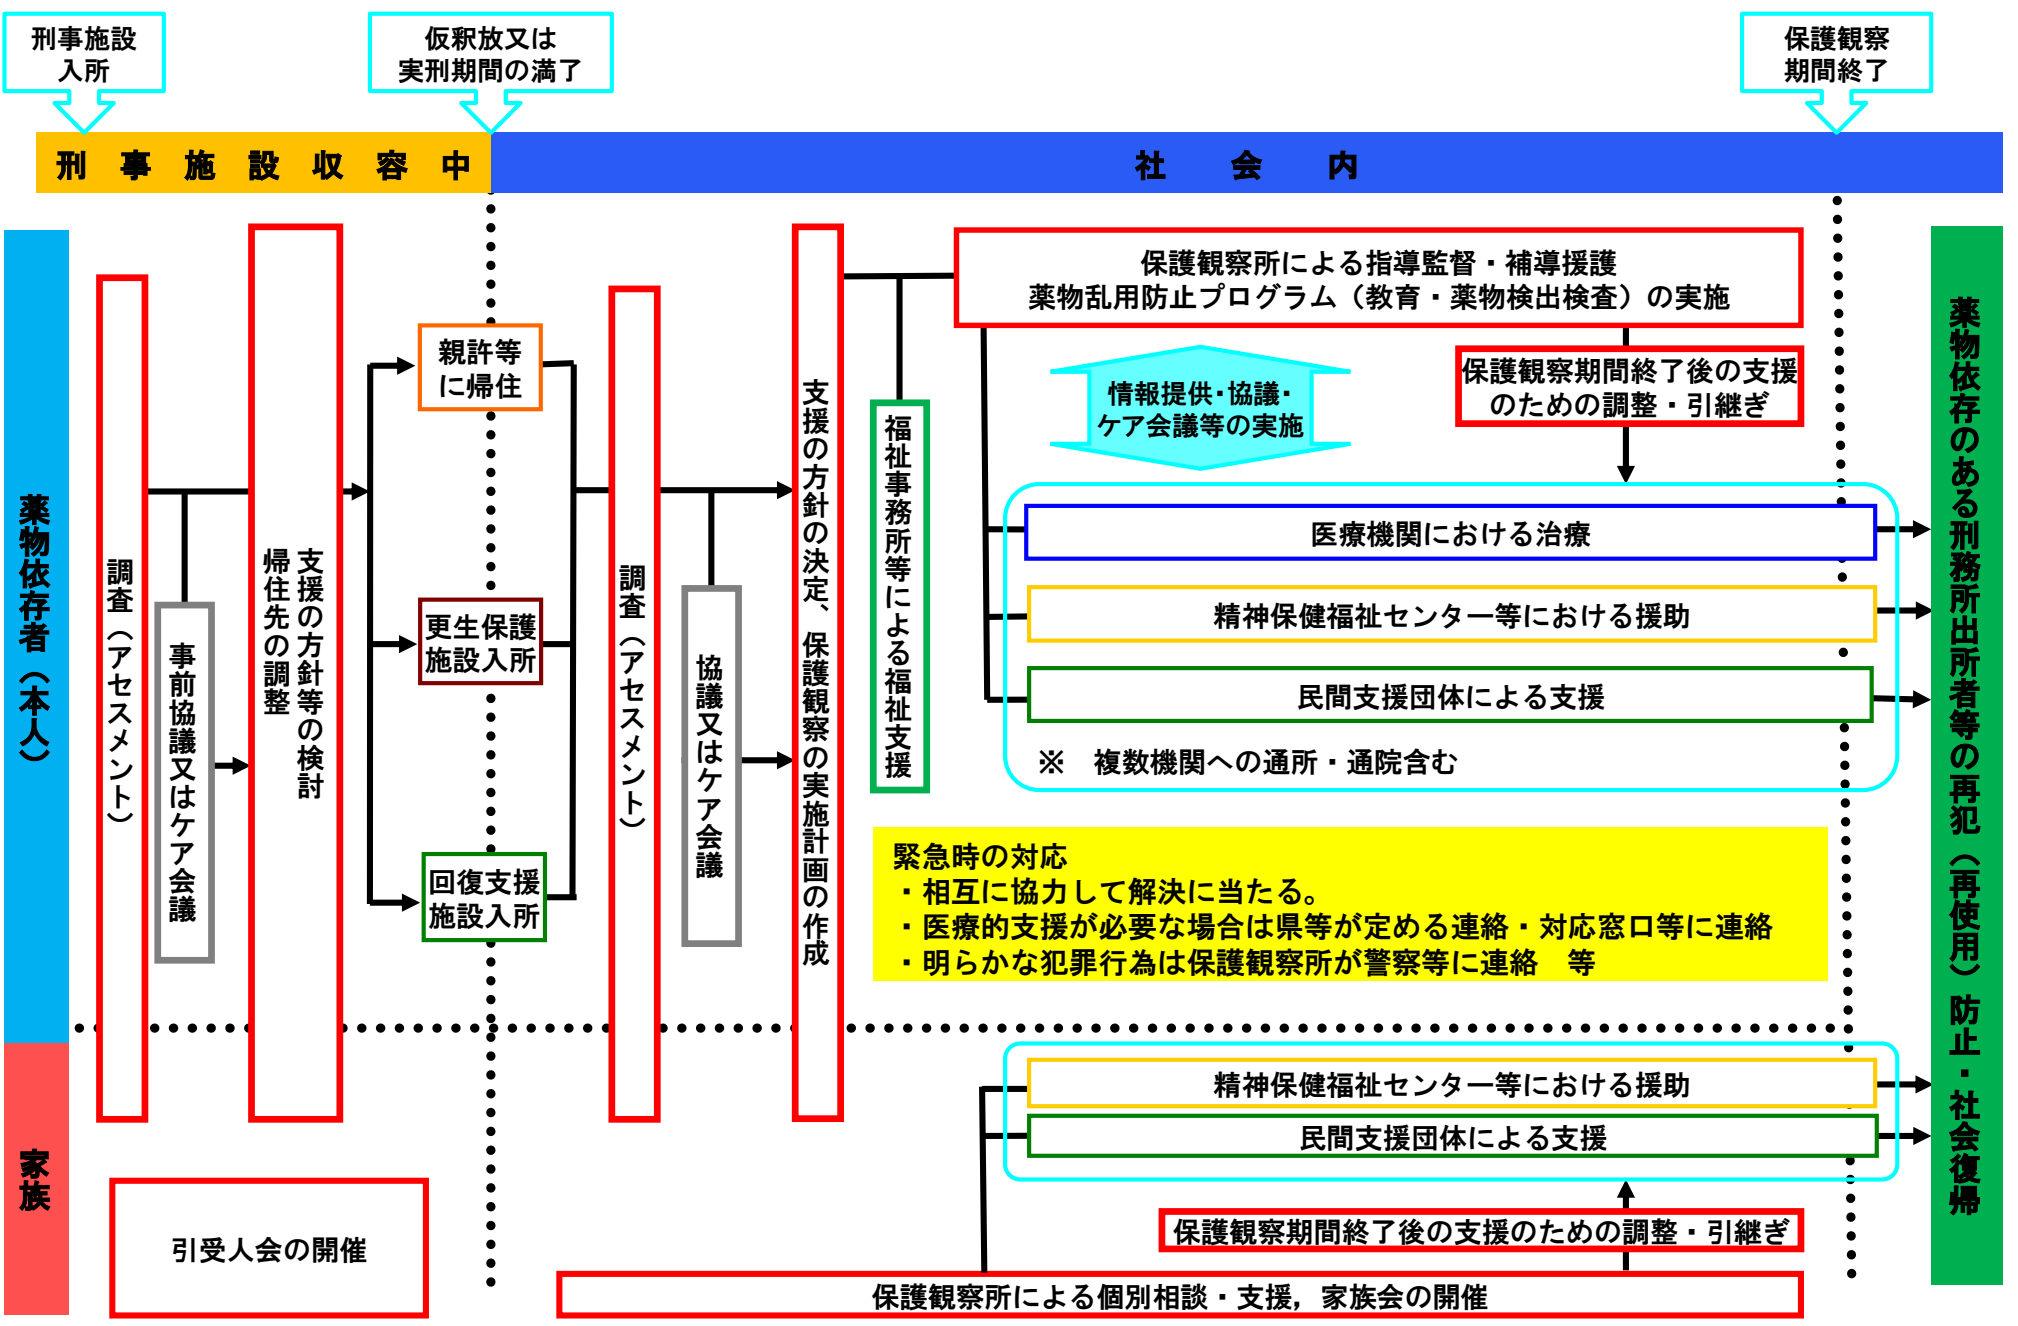 刑事施設
入所
仮釈放又は
実刑期間の満了
保護観察
期間終了
刑事施設収容中
社会内
薬物依存者（本人）
家族
調査（アセスメント）
事前協議又はケア会議
支援の方針等の検討
帰住先の調整
親許等
に帰住
更生保護
施設入所
回復支援
施設入所
調査（アセスメント）
協議又はケア会議
支援の方針の決定、保護観察の実施計画の作成
福祉事務所等による福祉支援
保護観察所による指導監督・補導援護
薬物乱用防止プログラム（教育・薬物検出検査）の実施
情報提供・協議・
ケア会議等の実施
保護観察期間終了後の支援
のための調整・引継ぎ
医療機関における治療
精神保健福祉センター等における援助
民間支援団体による支援
※　複数機関への通所・通院含む
緊急時の対応
・相互に協力して解決に当たる。
・医療的支援が必要な場合は県等が定める連絡・対応窓口等に連絡
・明らかな犯罪行為は保護観察所が警察等に連絡　等
精神保健福祉センター等における援助
民間支援団体による支援
保護観察期間終了後の支援のための調整・引継ぎ
引受人会の開催
保護観察所による個別相談・支援，家族会の開催
薬物依存のある刑務所出所者等の再犯（再使用）防止・社会復帰